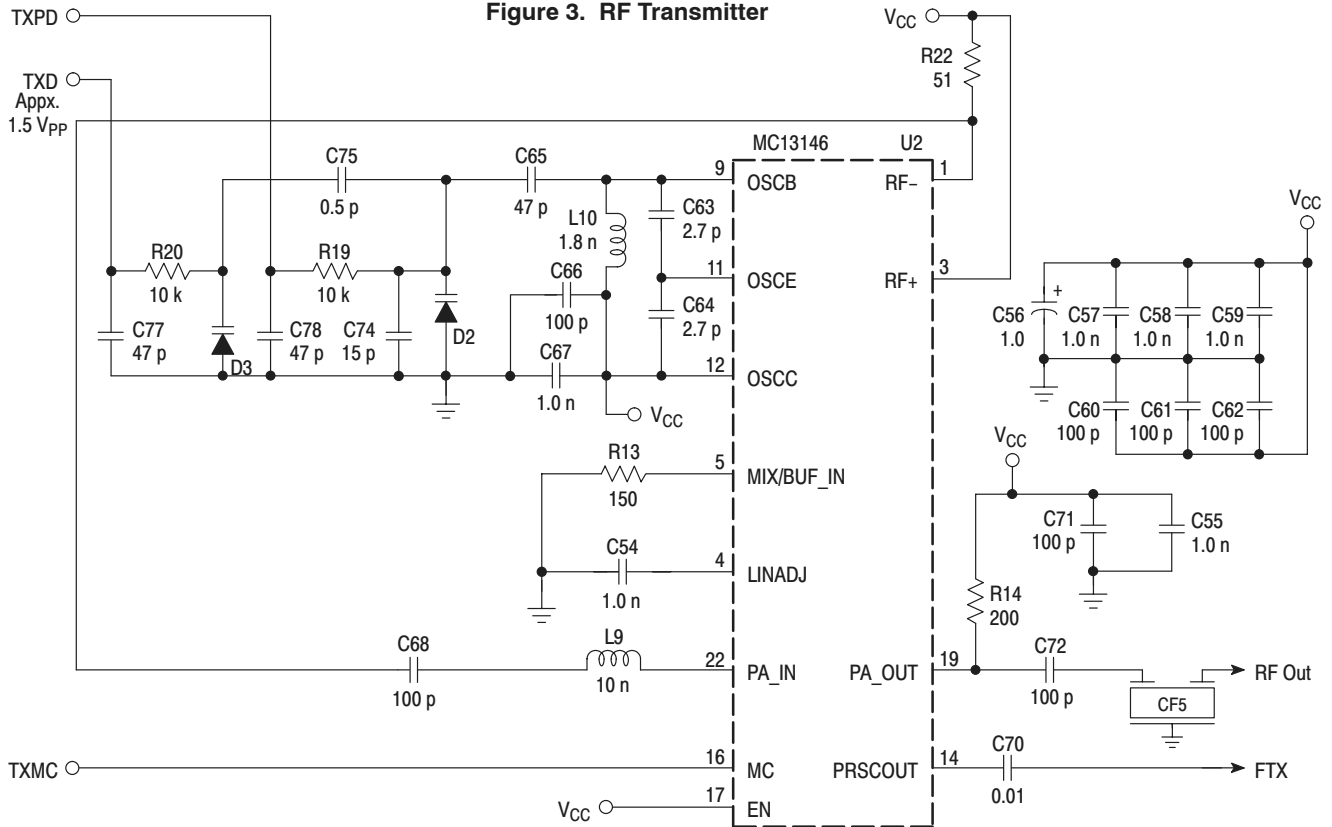 Figure 3. RF Transmitter
TXPD
TXD
Appx.
1.5 VPP
VCC
R22
51
MC13146
U2
C75
0.5 p
C65
47 p
9
OSCB
RF–
1
L10
1.8 n
C63
2.7 p
VCC
R20
10 k
R19
10 k
C66
100 p
11
OSCE
RF+
3
C64
2.7 p
C77
47 p
D3
C78
47 p
C74
15 p
D2
C67
1.0 n
12
OSCC
VCC
+
C56
1.0
C57
1.0 n
C58
1.0 n
C59
1.0 n
C60
100 p
C61
100 p
C62
100 p
R13
150
5
MIX/BUF_IN
VCC
C71
100 p
C55
1.0 n
C54
1.0 n
4
LINADJ
R14
200
C68
100 p
L9
10 n
22
PA_IN
PA_OUT
19
C72
100 p
CF5
RF Out
TXMC
16
MC
PRSCOUT
14
C70
0.01
FTX
VCC
17
EN